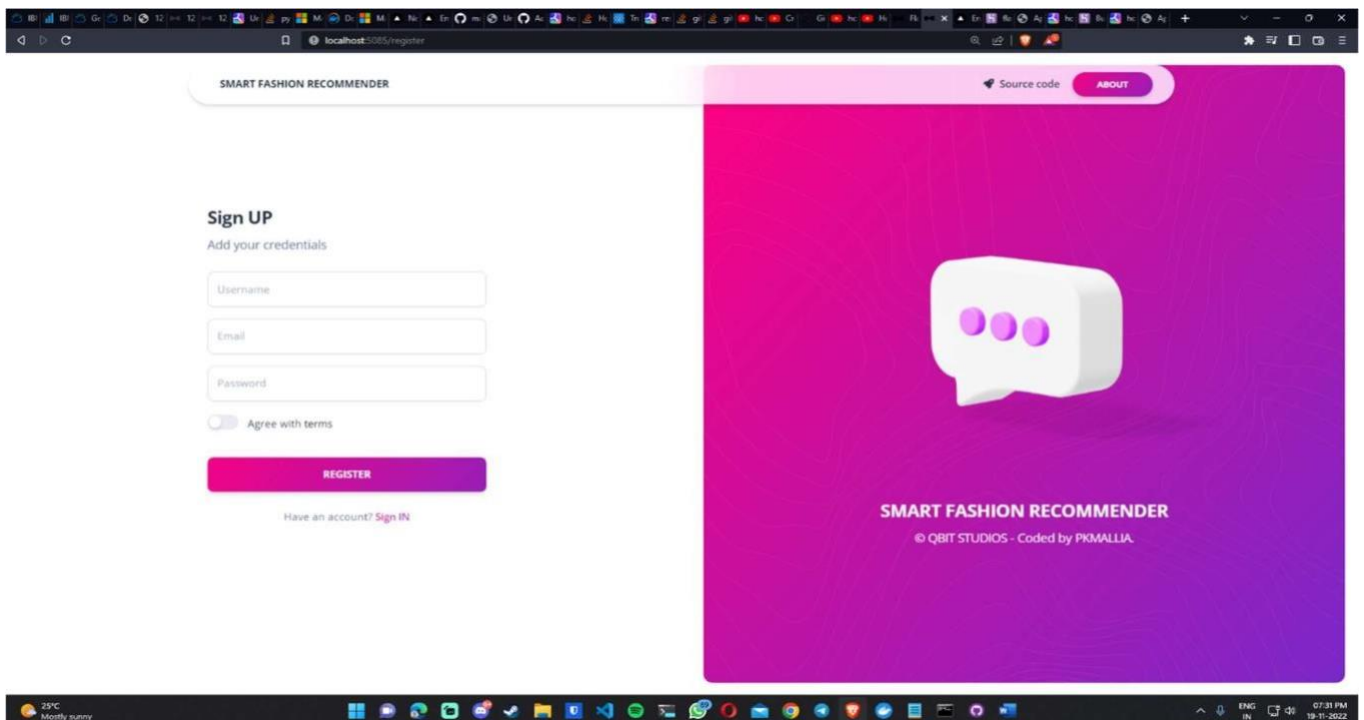 localhost:5085/register
SMART FASHION RECOMMENDER
Source code
ABOUT
Sign UP
Add your credentials
Username
Email
Password
Agree with terms
REGISTER
Have an account? Sign IN
SMART FASHION RECOMMENDER
© QBIT STUDIOS - Coded by PKMALLIA.
25°C
Mostly sunny
ENG
IN
07:31 PM
19-11-2022